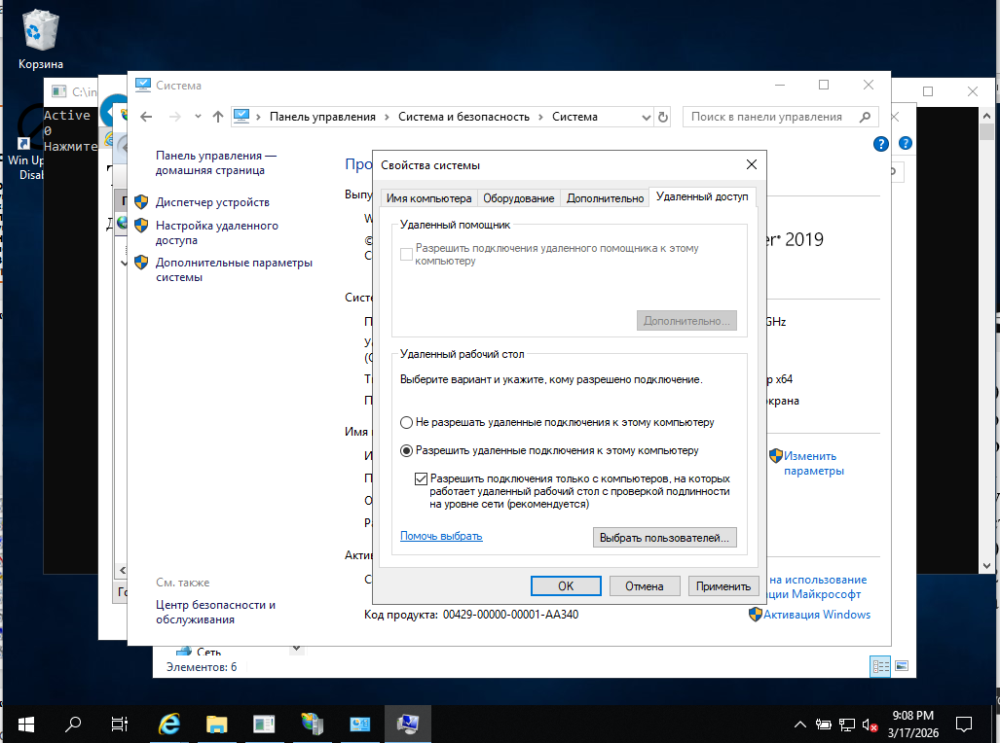 Корзина
C:\in
Система
Active
0
Нажмите
Win Up
Disab
Панель управления
Система и безопасность
Система
Поиск в панели управления
Панель управления —
домашняя страница
Диспетчер устройств
Настройка удаленного
доступа
Дополнительные параметры
системы
См. также
Центр безопасности и
обслуживания
Свойства системы
Имя компьютера
Оборудование
Дополнительно
Удаленный доступ
Удаленный помощник
Разрешить подключения удаленного помощника к этому
компьютеру
Дополнительно...
Удаленный рабочий стол
Выберите вариант и укажите, кому разрешено подключение.
Не разрешать удаленные подключения к этому компьютеру
Разрешить удаленные подключения к этому компьютеру
Разрешить подключения только с компьютеров, на которых
работает удаленный рабочий стол с проверкой подлинности
на уровне сети (рекомендуется)
Помочь выбрать
Выбрать пользователей...
OK
Отмена
Применить
Про
Выпу
W
©
С
Систе
Имя
Акти
er® 2019
GHz
р x64
крана
Изменить
параметры
на использование
ции Майкрософт
Код продукта: 00429-00000-00001-AA340
Активация Windows
Сеть
Элементов: 6
9:08 PM
3/17/2026